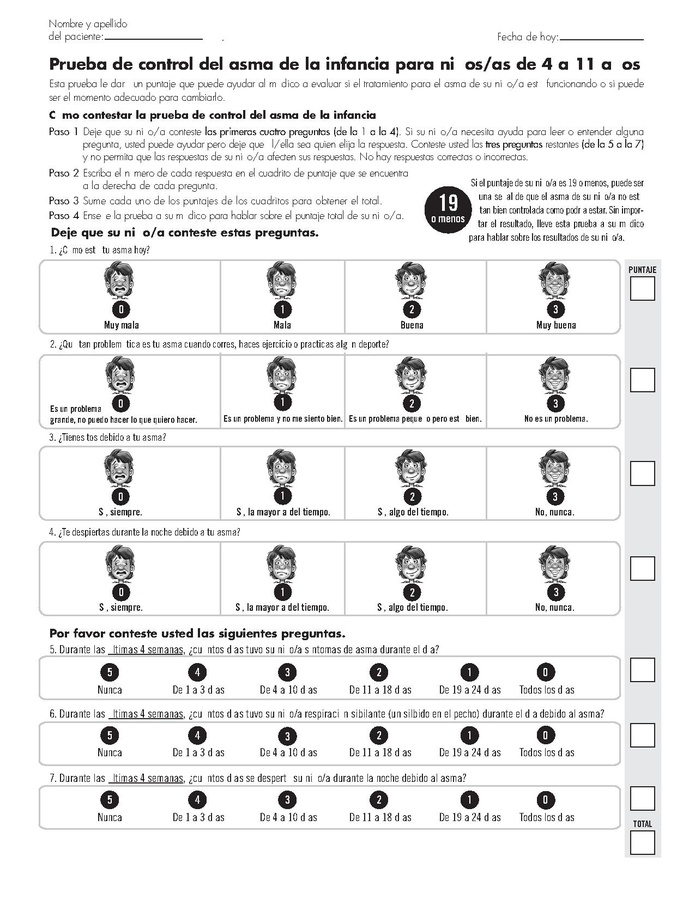 Nombre y apellido
del paciente:
Fecha de hoy:
Prueba de control del asma de la infancia para ni os/as de 4 a 11 a os
Esta prueba le dar un puntaje que puede ayudar al m dico a evaluar si el tratamiento para el asma de su ni o/a est funcionando o si puede
ser el momento adecuado para cambiarlo.
C mo contestar la prueba de control del asma de la infancia
Paso 1 Deje que su ni o/a conteste las primeras cuatro preguntas (de la 1 a la 4). Si su ni o/a necesita ayuda para leer o entender alguna
pregunta, usted puede ayudar pero deje que l/ella sea quien elija la respuesta. Conteste usted las tres preguntas restantes (de la 5 a la 7)
y no permita que las respuestas de su ni o/a afecten sus respuestas. No hay respuestas correctas o incorrectas.
Paso 2 Escriba el n mero de cada respuesta en el cuadrito de puntaje que se encuentra
a la derecha de cada pregunta.
Paso 3 Sume cada uno de los puntajes de los cuadritos para obtener el total.
Paso 4 Ense e la prueba a su m dico para hablar sobre el puntaje total de su ni o/a.
19
o menos
Si el puntaje de su ni o/a es 19 o menos, puede ser
una se al de que el asma de su ni o/a no est
tan bien controlada como podr a estar. Sin impor-
tar el resultado, lleve esta prueba a su m dico
para hablar sobre los resultados de su ni o/a.
Deje que su ni o/a conteste estas preguntas.
1. ¿C mo est tu asma hoy?
PUNTAJE
0 1 2 3
Muy mala Mala Buena Muy buena
2. ¿Qu tan problem tica es tu asma cuando corres, haces ejercicio o practicas alg n deporte?
0 1 2 3
Es un problema
grande, no puedo hacer lo que quiero hacer. Es un problema y no me siento bien. Es un problema peque o pero est bien. No es un problema.
3. ¿Tienes tos debido a tu asma?
0 1 2 3
S , siempre. S , la mayor a del tiempo. S , algo del tiempo. No, nunca.
4. ¿Te despiertas durante la noche debido a tu asma?
0 1 2 3
S , siempre. S , la mayor a del tiempo. S , algo del tiempo. No, nunca.
Por favor conteste usted las siguientes preguntas.
5. Durante las ltimas 4 semanas, ¿cu ntos d as tuvo su ni o/a s ntomas de asma durante el d a?
5 4 3 2 1 0
Nunca De 1 a 3 d as De 4 a 10 d as De 11 a 18 d as De 19 a 24 d as Todos los d as
6. Durante las ltimas 4 semanas, ¿cu ntos d as tuvo su ni o/a respiraci n sibilante (un silbido en el pecho) durante el d a debido al asma?
5 4 3 2 1 0
Nunca De 1 a 3 d as De 4 a 10 d as De 11 a 18 d as De 19 a 24 d as Todos los d as
7. Durante las ltimas 4 semanas, ¿cu ntos d as se despert su ni o/a durante la noche debido al asma?
5 4 3 2 1 0
Nunca De 1 a 3 d as De 4 a 10 d as De 11 a 18 d as De 19 a 24 d as Todos los d as
TOTAL